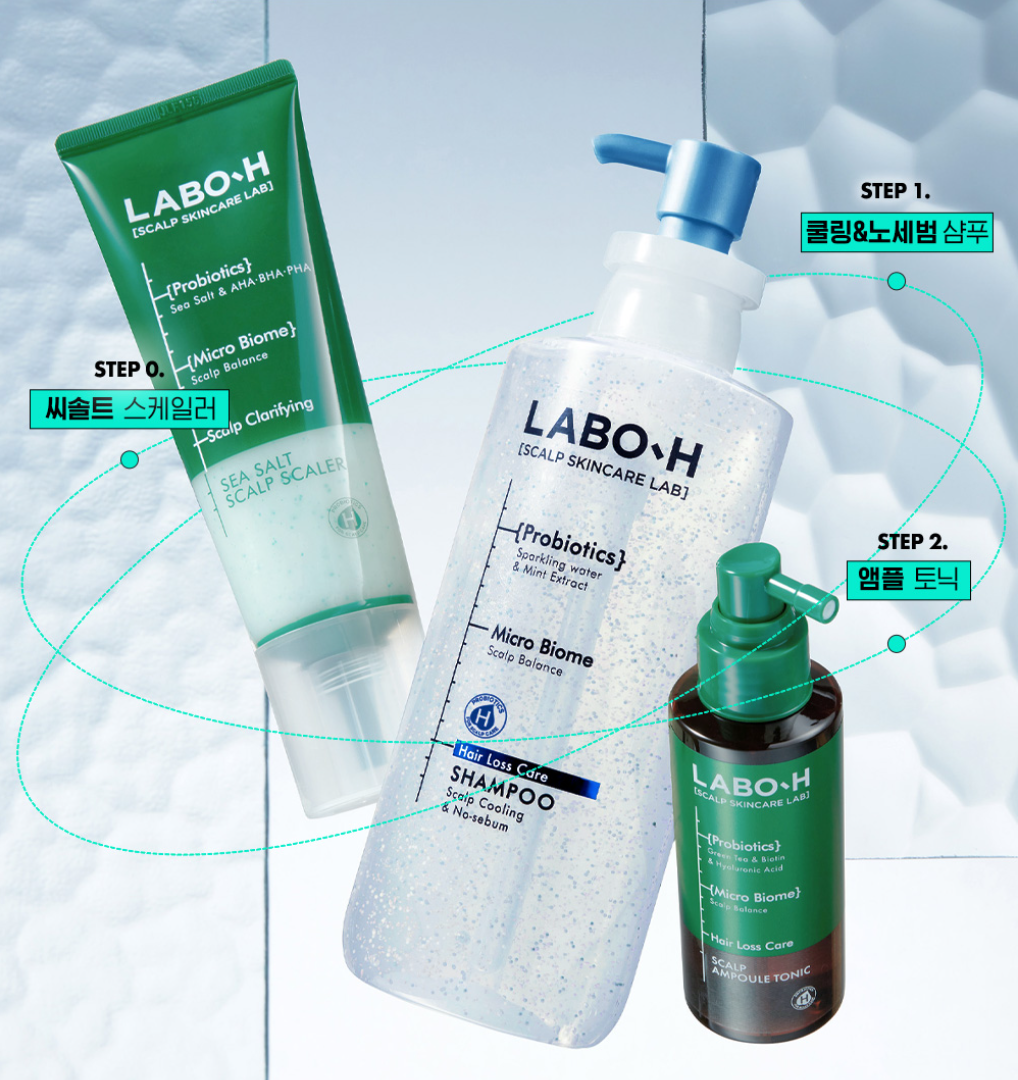 LABO-H
[SCALP SKINCARE LAB]
{Probiotics}
Sea Salt & AHA·BHA·PHA
{Micro Biome}
Scalp Balance
Scalp Clarifying
SEA SALT
SCALP SCALER
STEP 0.
씨솔트 스케일러
STEP 1.
쿨링&노세범 샴푸
LABO-H
[SCALP SKINCARE LAB]
{Probiotics}
Sparkling water
& Mint Extract
Micro Biome
Scalp Balance
PROBIOTICS
H
Hair Loss Care
SHAMPOO
Scalp Cooling
& No-sebum
STEP 2.
앰플 토닉
LABO-H
[SCALP SKINCARE LAB]
{Probiotics}
Green Tea & Biotin
& Hyaluronic Acid
{Micro Biome}
Scalp Balance
Hair Loss Care
SCALP
AMPOULE TONIC